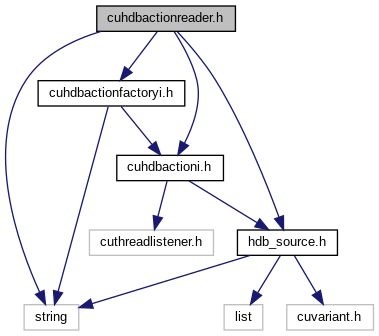 cuhdbactionreader.h
cuhdbactionfactoryi.h
cuhdbactioni.h
cuthreadlistener.h
hdb_source.h
string
list
cuvariant.h